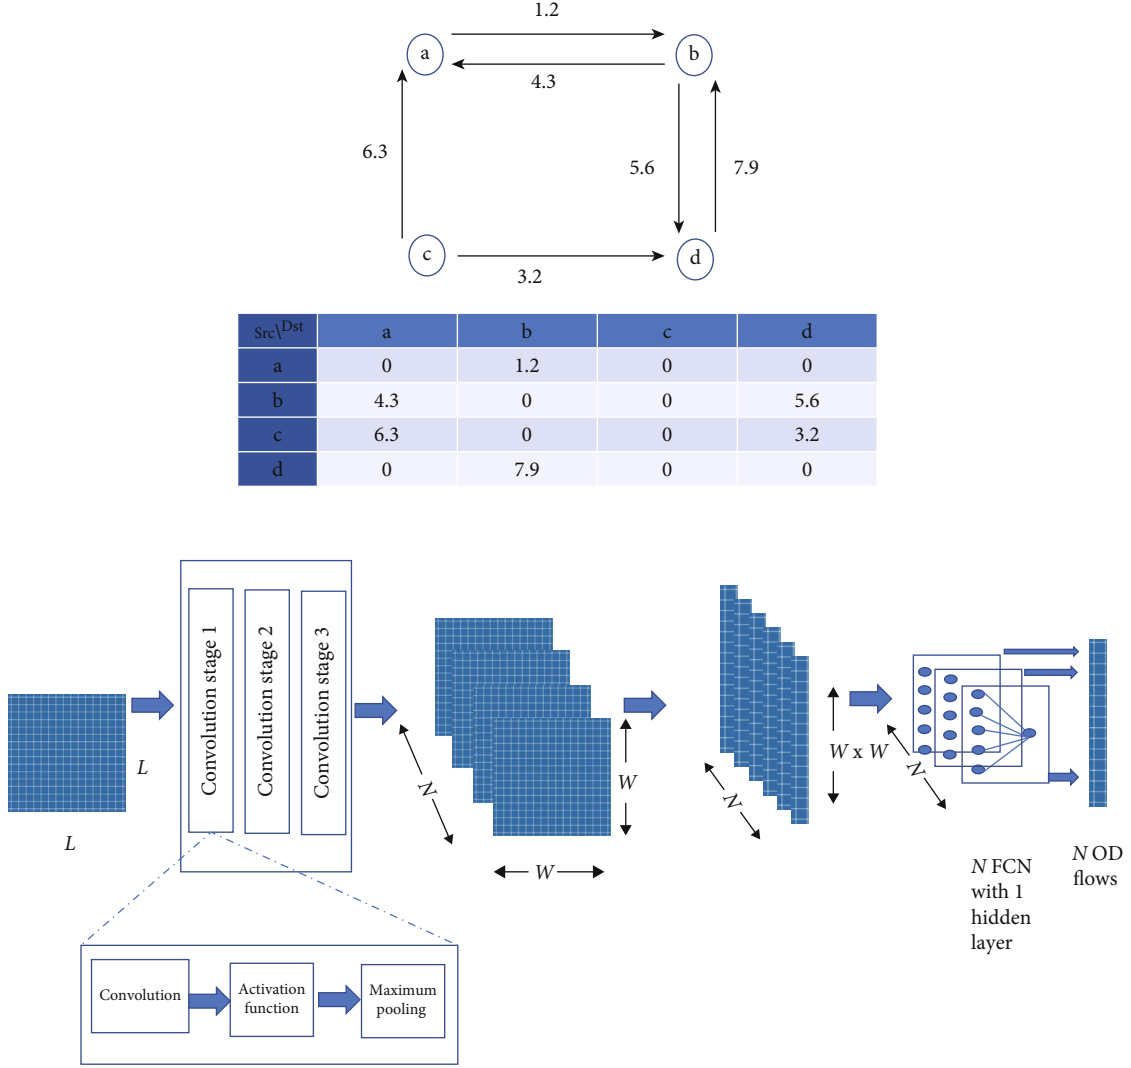 1.2
a
b
4.3
6.3
5.6
7.9
c
d
3.2
Src\Dst a b c d
a 0 1.2 0 0
b 4.3 0 0 5.6
c 6.3 0 0 3.2
d 0 7.9 0 0
Convolution stage 1
Convolution stage 2
Convolution stage 3
L
L
N
W
W
N
W x W
N
N FCN
with 1
hidden
layer
N OD
flows
Convolution
Activation
function
Maximum
pooling